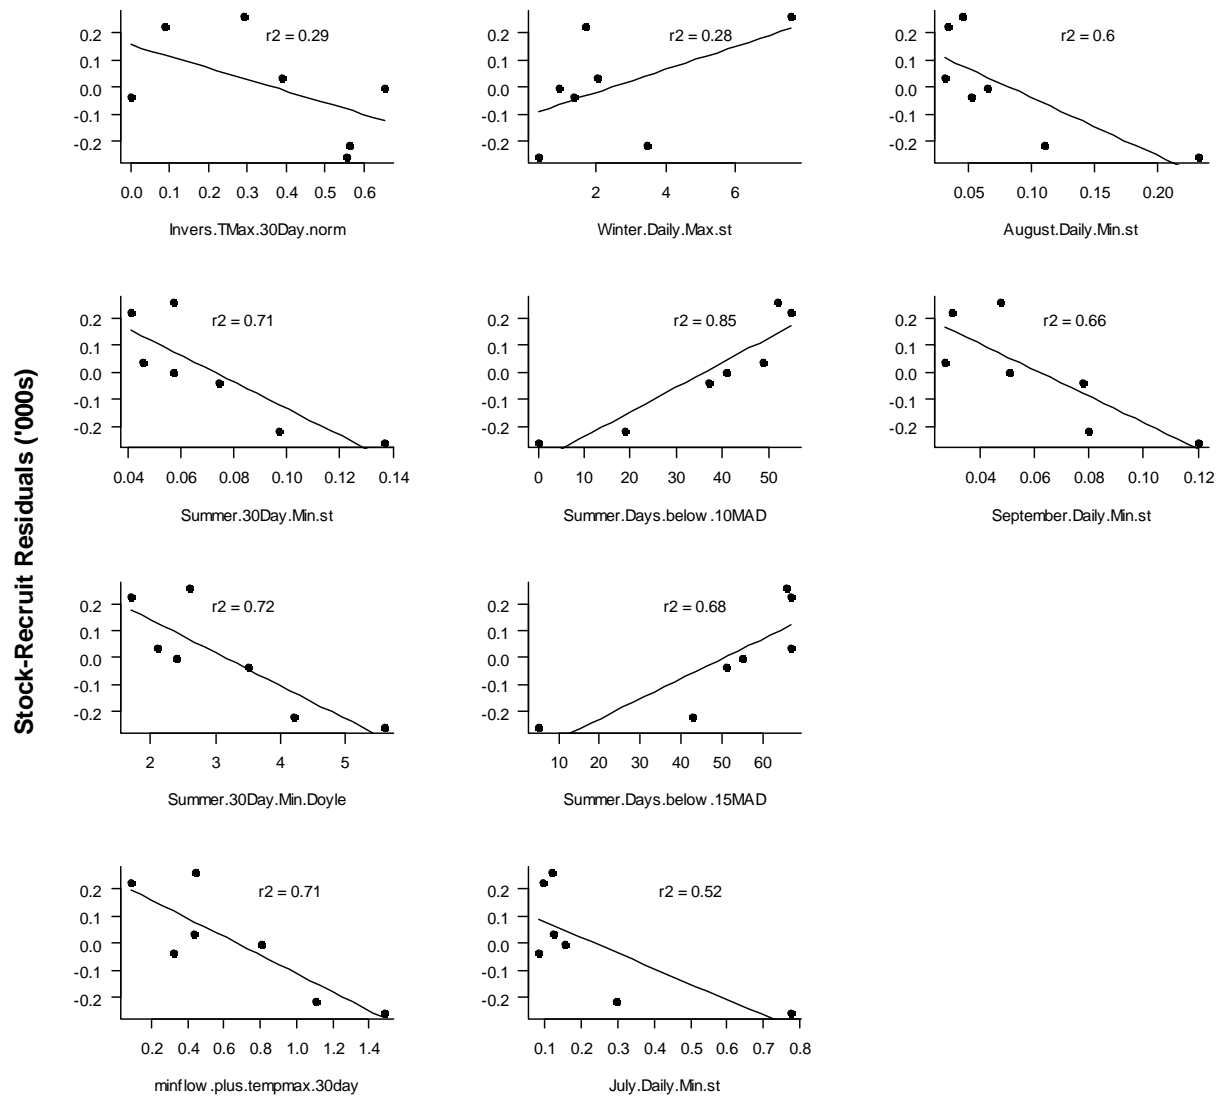 Stock-Recruit Residuals ('000s)
0.2
0.1
0.0
-0.1
-0.2
r2 = 0.29
0.0 0.1 0.2 0.3 0.4 0.5 0.6
Invers.TMax.30Day.norm
0.2
0.1
0.0
-0.1
-0.2
r2 = 0.28
2 4 6
Winter.Daily.Max.st
0.2
0.1
0.0
-0.1
-0.2
r2 = 0.6
0.05 0.10 0.15 0.20
August.Daily.Min.st
0.2
0.1
0.0
-0.1
-0.2
r2 = 0.71
0.04 0.06 0.08 0.10 0.12 0.14
Summer.30Day.Min.st
0.2
0.1
0.0
-0.1
-0.2
r2 = 0.85
0 10 20 30 40 50
Summer.Days.below.10MAD
0.2
0.1
0.0
-0.1
-0.2
r2 = 0.66
0.04 0.06 0.08 0.10 0.12
September.Daily.Min.st
0.2
0.1
0.0
-0.1
-0.2
r2 = 0.72
2 3 4 5
Summer.30Day.Min.Doyle
0.2
0.1
0.0
-0.1
-0.2
r2 = 0.68
10 20 30 40 50 60
Summer.Days.below.15MAD
0.2
0.1
0.0
-0.1
-0.2
r2 = 0.71
0.2 0.4 0.6 0.8 1.0 1.2 1.4
minflow.plus.tempmax.30day
0.2
0.1
0.0
-0.1
-0.2
r2 = 0.52
0.1 0.2 0.3 0.4 0.5 0.6 0.7 0.8
July.Daily.Min.st